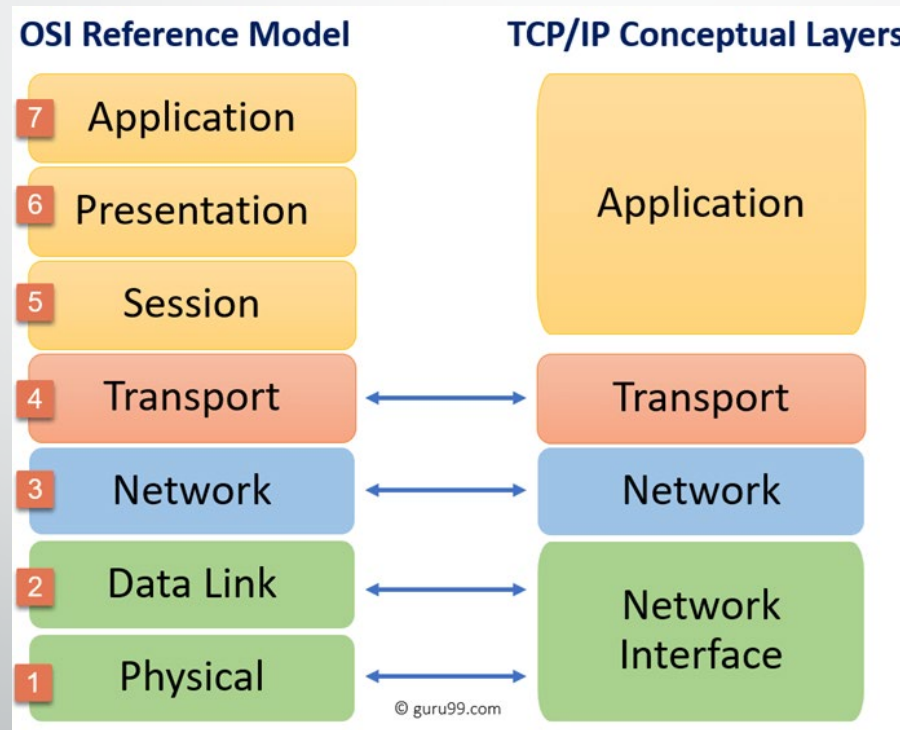 OSI Reference Model
TCP/IP Conceptual Layers
7 Application
6 Presentation
5 Session
Application
4 Transport
Transport
3 Network
Network
2 Data Link
1 Physical
Network
Interface
© guru99.com